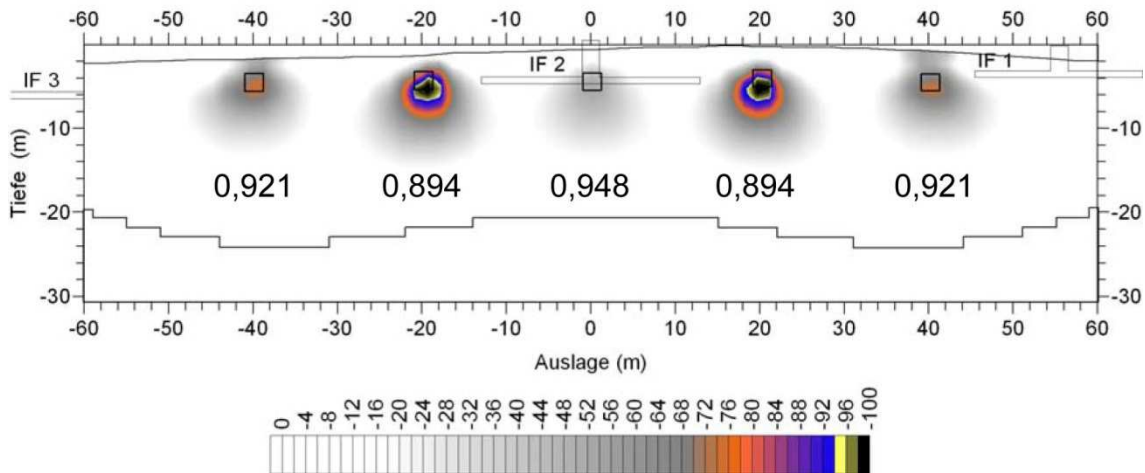 -60 -50 -40 -30 -20 -10 0 10 20 30 40 50 60
IF 3
IF 2
IF 1
Tiefe (m)
-10
-20
-30
-10
-20
-30
0,921 0,894 0,948 0,894 0,921
-60 -50 -40 -30 -20 -10 0 10 20 30 40 50 60
Auslage (m)
0 -4 -8 -12 -16 -20 -24 -28 -32 -36 -40 -44 -48 -52 -56 -60 -64 -68 -72 -76 -80 -84 -88 -92 -96 -100